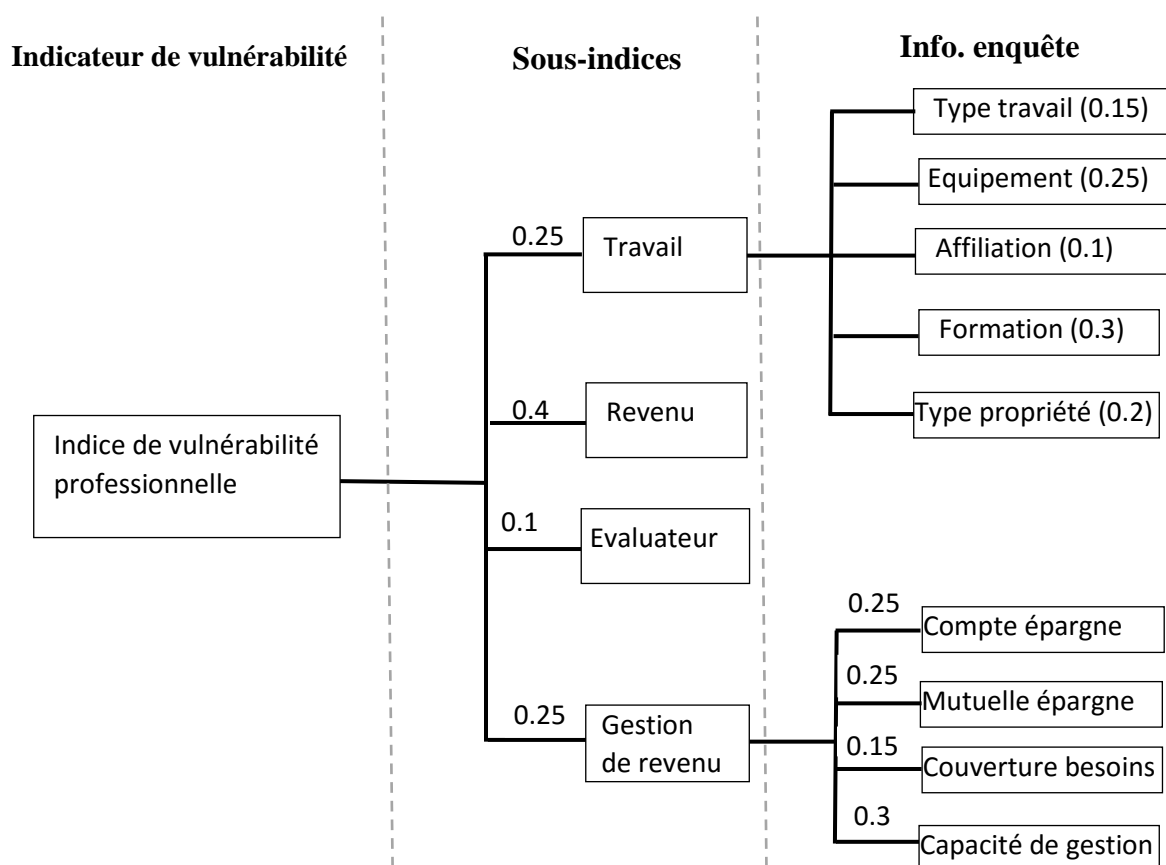 Indicateur de vulnérabilité
Sous-indices
Info. enquête
Indice de vulnérabilité
professionnelle
0.25
Travail
0.4
Revenu
0.1
Evaluateur
0.25
Gestion
de revenu
Type travail (0.15)
Equipement (0.25)
Affiliation (0.1)
Formation (0.3)
Type propriété (0.2)
0.25
Compte épargne
0.25
Mutuelle épargne
0.15
Couverture besoins
0.3
Capacité de gestion